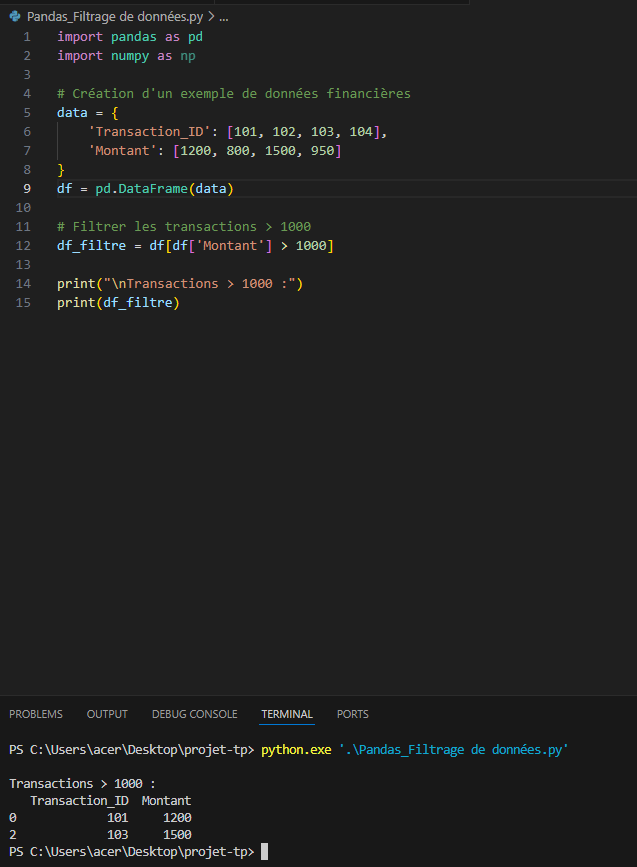 Pandas_Filtrage de données.py > ...
1 import pandas as pd
2 import numpy as np
3
4 # Création d'un exemple de données financières
5 data = {
6     'Transaction_ID': [101, 102, 103, 104],
7     'Montant': [1200, 800, 1500, 950]
8 }
9 df = pd.DataFrame(data)
10
11 # Filtrer les transactions > 1000
12 df_filtre = df[df['Montant'] > 1000]
13
14 print("\nTransactions > 1000 :")
15 print(df_filtre)
PROBLEMS OUTPUT DEBUG CONSOLE TERMINAL PORTS
PS C:\Users\acer\Desktop\projet-tp> python.exe '.\Pandas_Filtrage de données.py'
Transactions > 1000 :
   Transaction_ID  Montant
0             101     1200
2             103     1500
PS C:\Users\acer\Desktop\projet-tp>